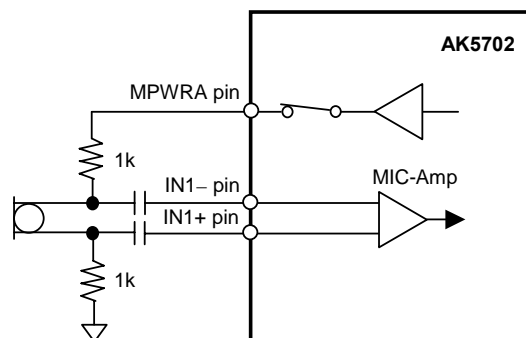 AK5702
MPWRA pin
1k
IN1– pin
MIC-Amp
IN1+ pin
1k